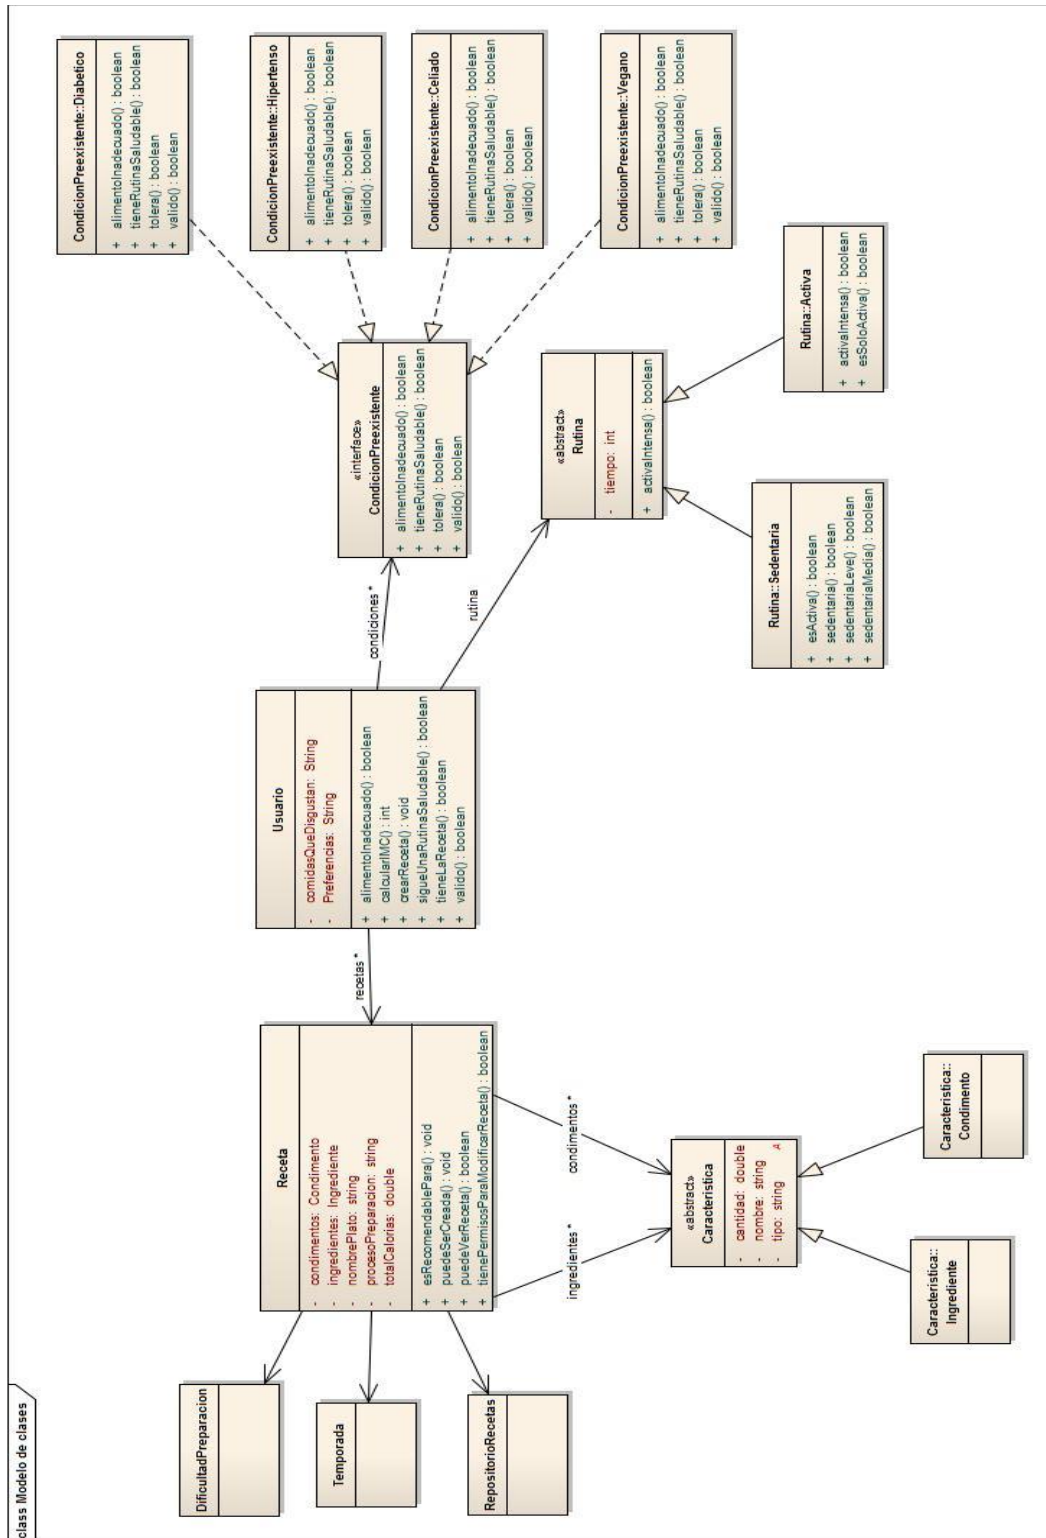 class Modelo de clases
DificultadPreparacion
Temporada
RepositorioRecetas
Receta
- condimentos: Condimento
- ingredientes: Ingrediente
- nombrePlato: string
- procesoPreparacion: string
- totalCalorias: double
+ esRecomendablePara() : void
+ puedeSerCreada() : void
+ puedeVerReceta() : boolean
+ tienePermisosParaModificarReceta() : boolean
recetas *
ingredientes *
condimentos *
«abstract»
Caracteristica
- cantidad: double
- nombre: string
- tipo: string
A
Caracteristica::
Ingrediente
Caracteristica::
Condimento
Usuario
- comidasQueDisgustan: String
- Preferencias: String
+ alimentoInadecuado() : boolean
+ calcularIMC() : int
+ crearReceta() : void
+ sigueUnaRutinaSaludable() : boolean
+ tieneLaReceta() : boolean
+ valido() : boolean
condiciones *
rutina
«interface»
CondicionPreexistente
+ alimentoInadecuado() : boolean
+ tieneRutinaSaludable() : boolean
+ tolera() : boolean
+ valido() : boolean
«abstract»
Rutina
- tiempo: int
+ activaIntensa() : boolean
Rutina::Sedentaria
+ esActiva() : boolean
+ sedentaria() : boolean
+ sedentariaLeve() : boolean
+ sedentariaMedia() : boolean
Rutina::Activa
+ activaIntensa() : boolean
+ esSoloActiva() : boolean
CondicionPreexistente::Diabetico
+ alimentoInadecuado() : boolean
+ tieneRutinaSaludable() : boolean
+ tolera() : boolean
+ valido() : boolean
CondicionPreexistente::Hipertenso
+ alimentoInadecuado() : boolean
+ tieneRutinaSaludable() : boolean
+ tolera() : boolean
+ valido() : boolean
CondicionPreexistente::Celiado
+ alimentoInadecuado() : boolean
+ tieneRutinaSaludable() : boolean
+ tolera() : boolean
+ valido() : boolean
CondicionPreexistente::Vegano
+ alimentoInadecuado() : boolean
+ tieneRutinaSaludable() : boolean
+ tolera() : boolean
+ valido() : boolean